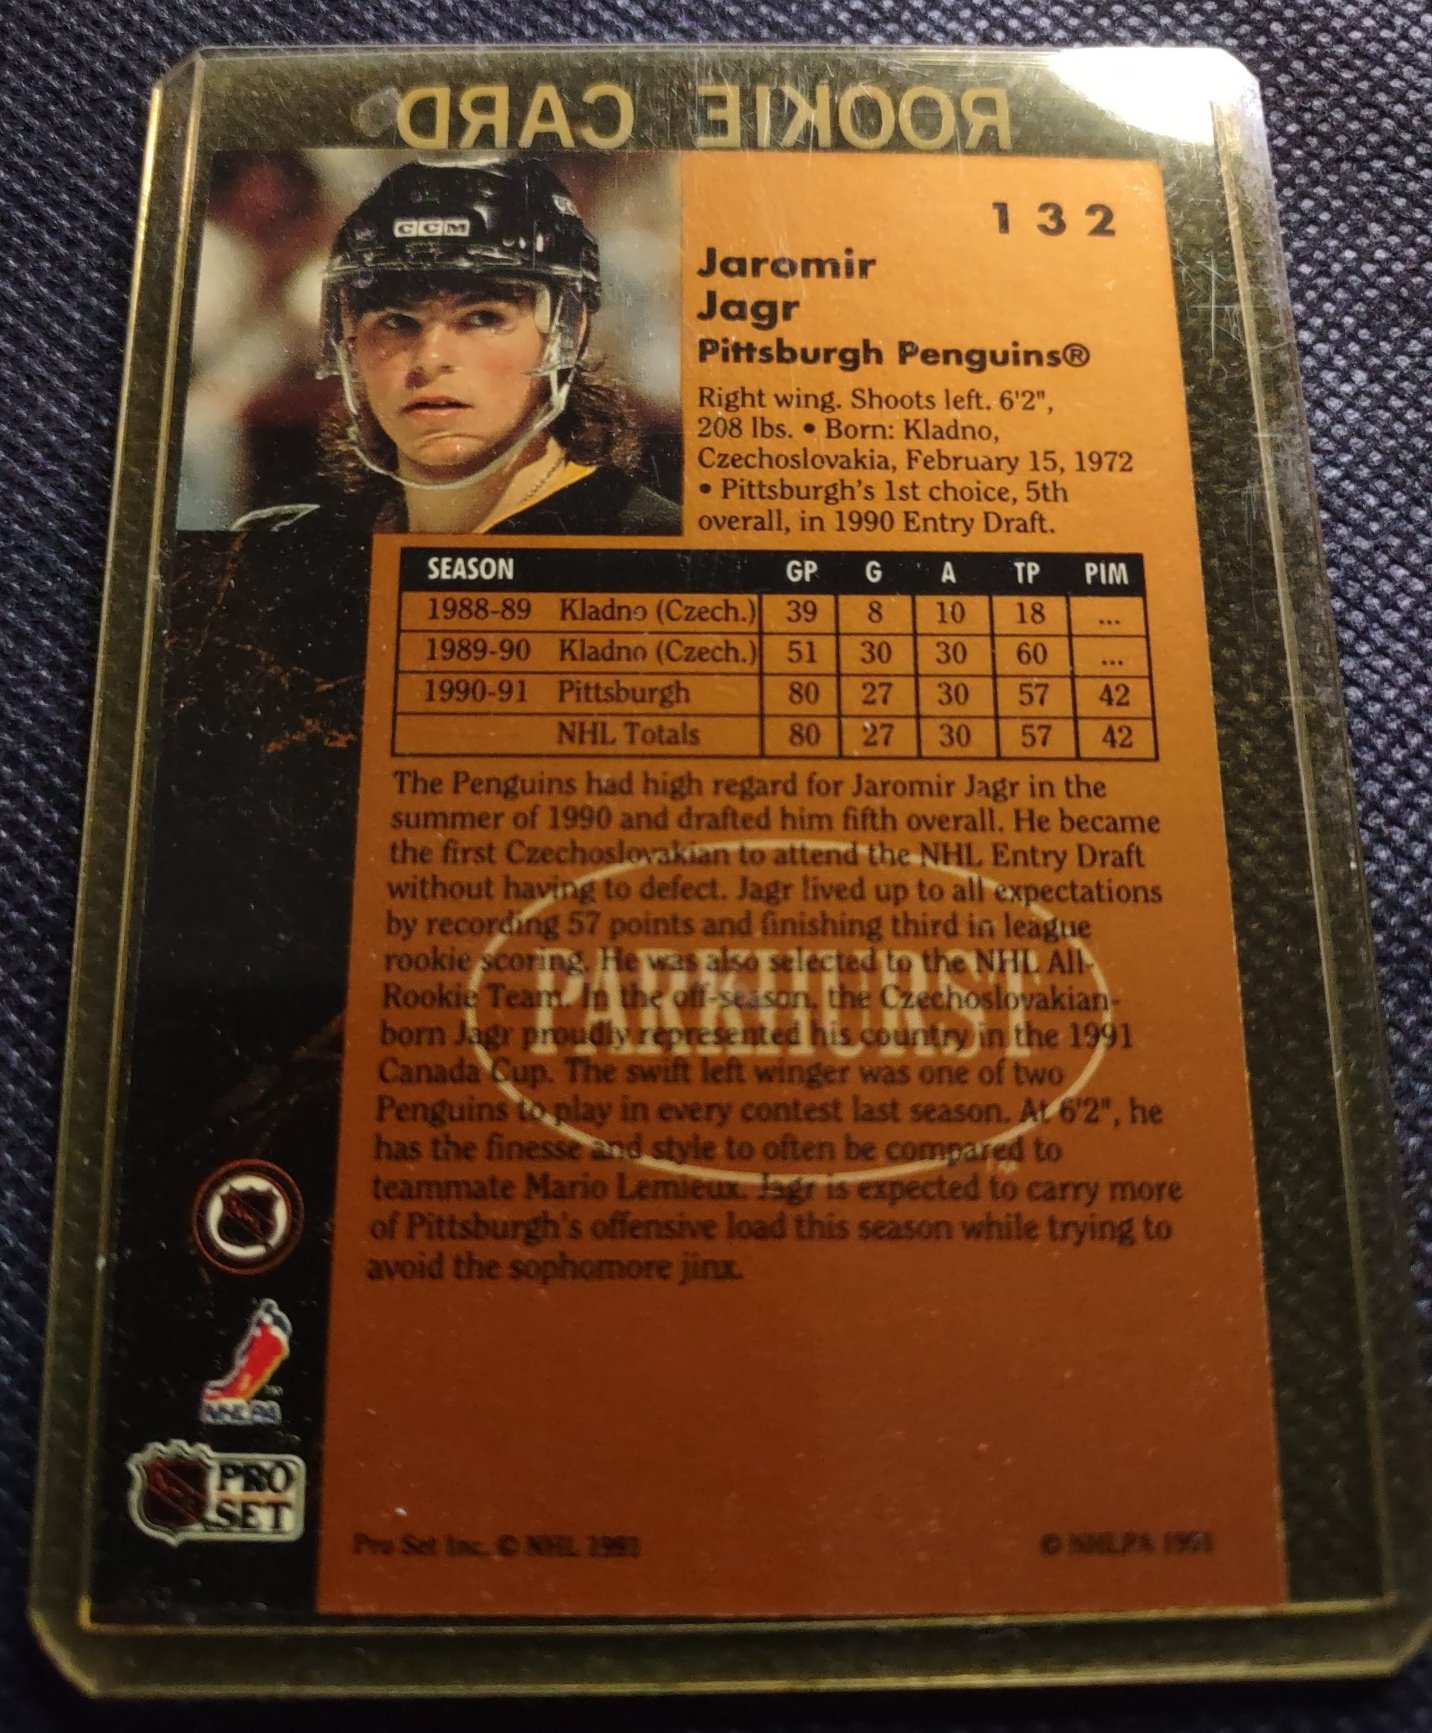 ROOKIE CARD
CCM
132
Jaromir
Jagr
Pittsburgh Penguins®
Right wing. Shoots left. 6'2",
208 lbs. • Born: Kladno,
Czechoslovakia, February 15, 1972
• Pittsburgh's 1st choice, 5th
overall, in 1990 Entry Draft.
SEASON GP G A TP PIM
1988-89 Kladno (Czech.) 39 8 10 18 ...
1989-90 Kladno (Czech.) 51 30 30 60 ...
1990-91 Pittsburgh 80 27 30 57 42
NHL Totals 80 27 30 57 42
The Penguins had high regard for Jaromir Jagr in the
summer of 1990 and drafted him fifth overall. He became
the first Czechoslovakian to attend the NHL Entry Draft
without having to defect. Jagr lived up to all expectations
by recording 57 points and finishing third in league
rookie scoring. He was also selected to the NHL All-
Rookie Team. In the off-season, the Czechoslovakian-
born Jagr proudly represented his country in the 1991
Canada Cup. The swift left winger was one of two
Penguins to play in every contest last season. At 6'2", he
has the finesse and style to often be compared to
teammate Mario Lemieux. Jagr is expected to carry more
of Pittsburgh's offensive load this season while trying to
avoid the sophomore jinx.
PARKHURST
NHL
NHLPA
PRO
SET
Pro Set Inc. © NHL 1991
© NHLPA 1991